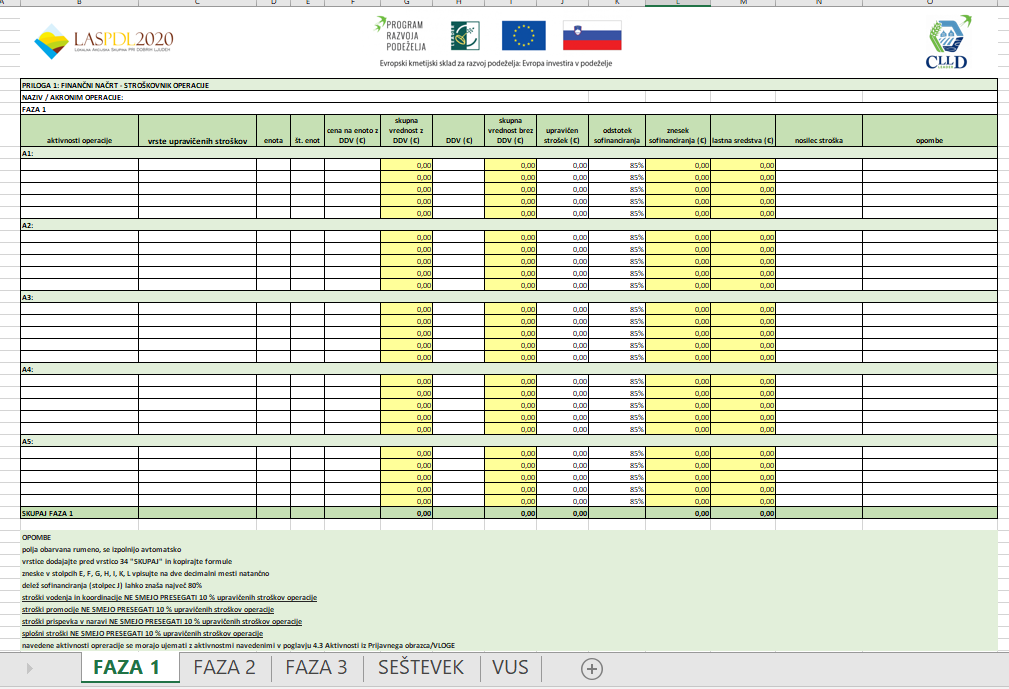 A B C D E F G H I J K L M N O
LASPDL2020
LOKALNA AKCIJSKA SKUPINA PRI DOBRIH LJUDEH
PROGRAM
RAZVOJA
PODEŽELJA
Evropski kmetijski sklad za razvoj podeželja: Evropa investira v podeželje
CLLD
PRILOGA 1: FINANČNI NAČRT - STROŠKOVNIK OPERACIJE
NAZIV / AKRONIM OPERACIJE:
FAZA 1
aktivnosti operacije vrste upravičenih stroškov enota št. enot cena na enoto z DDV (€) skupna vrednost z DDV (€) DDV (€) skupna vrednost brez DDV (€) upravičen strošek (€) odstotek sofinanciranja znesek sofinanciranja (€) lastna sredstva (€) nosilec stroška opombe
A1:
0,00 0,00 0,00 85% 0,00 0,00
0,00 0,00 0,00 85% 0,00 0,00
0,00 0,00 0,00 85% 0,00 0,00
0,00 0,00 0,00 85% 0,00 0,00
0,00 0,00 0,00 85% 0,00 0,00
A2:
0,00 0,00 0,00 85% 0,00 0,00
0,00 0,00 0,00 85% 0,00 0,00
0,00 0,00 0,00 85% 0,00 0,00
0,00 0,00 0,00 85% 0,00 0,00
0,00 0,00 0,00 85% 0,00 0,00
A3:
0,00 0,00 0,00 85% 0,00 0,00
0,00 0,00 0,00 85% 0,00 0,00
0,00 0,00 0,00 85% 0,00 0,00
0,00 0,00 0,00 85% 0,00 0,00
0,00 0,00 0,00 85% 0,00 0,00
A4:
0,00 0,00 0,00 85% 0,00 0,00
0,00 0,00 0,00 85% 0,00 0,00
0,00 0,00 0,00 85% 0,00 0,00
0,00 0,00 0,00 85% 0,00 0,00
0,00 0,00 0,00 85% 0,00 0,00
A5:
0,00 0,00 0,00 85% 0,00 0,00
0,00 0,00 0,00 85% 0,00 0,00
0,00 0,00 0,00 85% 0,00 0,00
0,00 0,00 0,00 85% 0,00 0,00
0,00 0,00 0,00 85% 0,00 0,00
SKUPAJ FAZA 1 0,00 0,00 0,00 0,00 0,00
OPOMBE
polja obarvana rumeno, se izpolnijo avtomatsko
vrstice dodajajte pred vrstico 34 "SKUPAJ" in kopirajte formule
zneske v stolpcih E, F, G, H, I, K, L vpisujte na dve decimalni mesti natančno
delež sofinanciranja (stolpec J) lahko znaša največ 80%
stroški vodenja in koordinacije NE SMEJO PRESEGATI 10 % upravičenih stroškov operacije
stroški promocije NE SMEJO PRESEGATI 10 % upravičenih stroškov operacije
stroški prispevka v naravi NE SMEJO PRESEGATI 10 % upravičenih stroškov operacije
splošni stroški NE SMEJO PRESEGATI 10 % upravičenih stroškov operacije
navedene aktivnosti opreracije se morajo ujemati z aktivnostmi navedenimi v poglavju 4.3 Aktivnosti iz Prijavnega obrazca/VLOGE
FAZA 1 FAZA 2 FAZA 3 SEŠTEVEK VUS